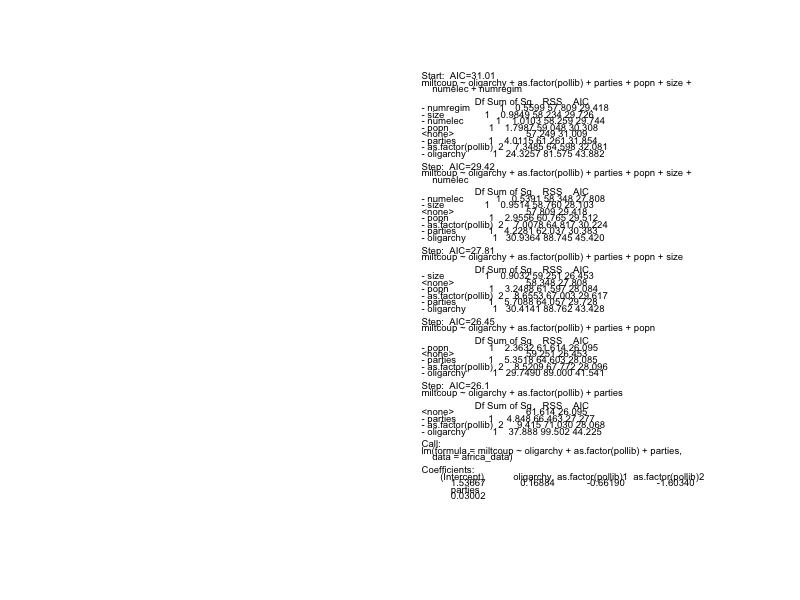 Start:  AIC=31.01
miltcoup ~ oligarchy + as.factor(pollib) + parties + popn + size +
numelec + numregim
Df Sum of Sq    RSS    AIC
- numregim           1    0.5599 57.809 29.418
- size               1    0.9849 58.234 29.726
- numelec            1    1.0103 58.259 29.744
- popn               1    1.7987 59.048 30.308
<none>                           57.249 31.009
- parties            1    4.0115 61.261 31.854
- as.factor(pollib)  2    7.3485 64.598 32.081
- oligarchy          1   24.3257 81.575 43.882
Step:  AIC=29.42
miltcoup ~ oligarchy + as.factor(pollib) + parties + popn + size +
numelec
Df Sum of Sq    RSS    AIC
- numelec            1    0.5391 58.348 27.808
- size               1    0.9514 58.760 28.103
<none>                           57.809 29.418
- popn               1    2.9556 60.765 29.512
- as.factor(pollib)  2    7.0078 64.817 30.224
- parties            1    4.2281 62.037 30.383
- oligarchy          1   30.9364 88.745 45.420
Step:  AIC=27.81
miltcoup ~ oligarchy + as.factor(pollib) + parties + popn + size
Df Sum of Sq    RSS    AIC
- size               1    0.9032 59.251 26.453
<none>                           58.348 27.808
- popn               1    3.2488 61.597 28.084
- as.factor(pollib)  2    8.6553 67.003 29.617
- parties            1    5.7088 64.057 29.728
- oligarchy          1   30.4141 88.762 43.428
Step:  AIC=26.45
miltcoup ~ oligarchy + as.factor(pollib) + parties + popn
Df Sum of Sq    RSS    AIC
- popn               1    2.3632 61.614 26.095
<none>                           59.251 26.453
- parties            1    5.3518 64.603 28.085
- as.factor(pollib)  2    8.5209 67.772 28.096
- oligarchy          1   29.7490 89.000 41.541
Step:  AIC=26.1
miltcoup ~ oligarchy + as.factor(pollib) + parties
Df Sum of Sq    RSS    AIC
<none>                           61.614 26.095
- parties            1     4.848 66.463 27.277
- as.factor(pollib)  2     9.415 71.030 28.068
- oligarchy          1    37.888 99.502 44.225
Call:
lm(formula = miltcoup ~ oligarchy + as.factor(pollib) + parties,
data = africa_data)
Coefficients:
(Intercept)           oligarchy  as.factor(pollib)1  as.factor(pollib)2
1.53667             0.16884            -0.66190            -1.60340
parties
0.03002